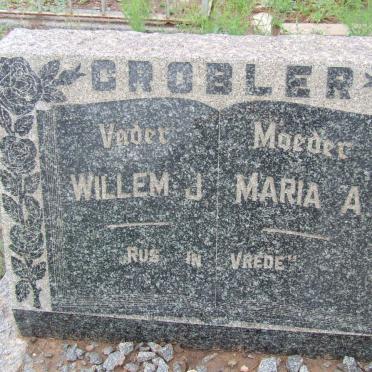 GROBLER
Vader Moeder
WILLEM J MARIA A
"RUS IN VREDE"